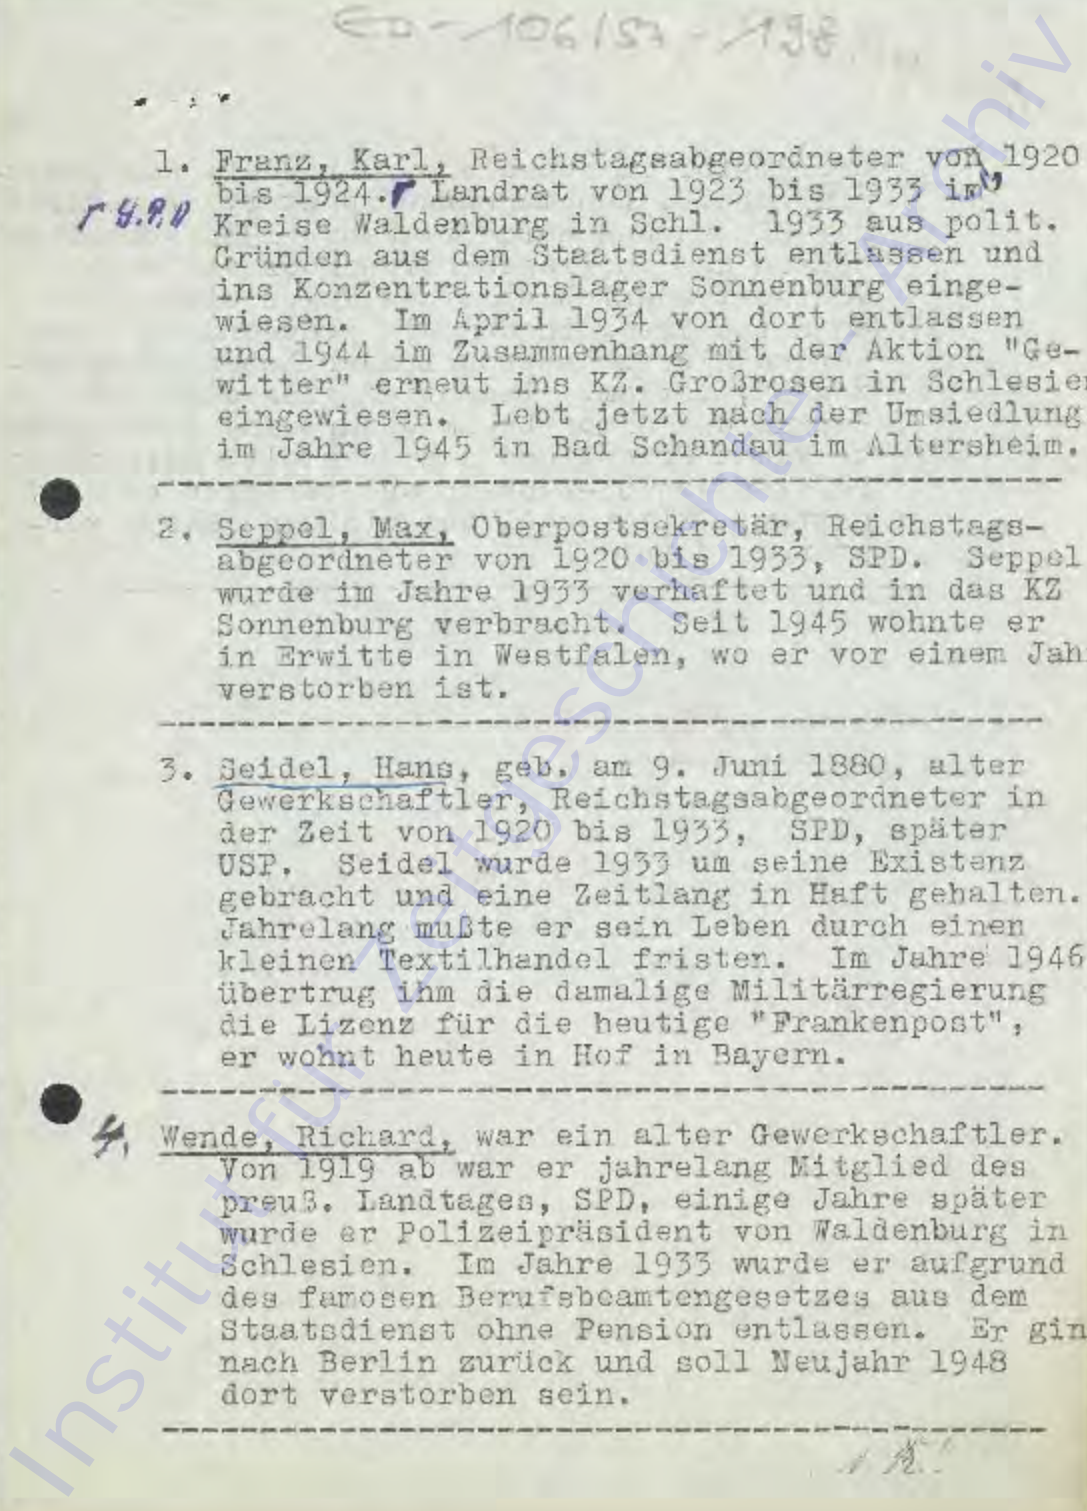 ED-106/57-198
1. Franz, Karl, Reichstagsabgeordneter von 1920
bis 1924. Landrat von 1923 bis 1933 im
Kreise Waldenburg in Schl. 1933 aus polit.
Gründen aus dem Staatsdienst entlassen und
ins Konzentrationslager Sonnenburg einge-
wiesen. Im April 1934 von dort entlassen
und 1944 im Zusammenhang mit der Aktion "Ge-
witter" erneut ins KZ. Großrosen in Schlesien
eingewiesen. Lebt jetzt nach der Umsiedlung
im Jahre 1945 in Bad Schandau im Altersheim.
2. Seppel, Max, Oberpostsekretär, Reichstags-
abgeordneter von 1920 bis 1933, SPD. Seppel
wurde im Jahre 1933 verhaftet und in das KZ
Sonnenburg verbracht. Seit 1945 wohnte er
in Erwitte in Westfalen, wo er vor einem Jah
verstorben ist.
3. Seidel, Hans, geb. am 9. Juni 1880, alter
Gewerkschaftler, Reichstagsabgeordneter in
der Zeit von 1920 bis 1933, SPD, später
USP. Seidel wurde 1933 um seine Existenz
gebracht und eine Zeitlang in Haft gehalten.
Jahrelang mußte er sein Leben durch einen
kleinen Textilhandel fristen. Im Jahre 1946
übertrug ihm die damalige Militärregierung
die Lizenz für die heutige "Frankenpost",
er wohnt heute in Hof in Bayern.
4. Wende, Richard, war ein alter Gewerkschaftler.
Von 1919 ab war er jahrelang Mitglied des
preuß. Landtages, SPD, einige Jahre später
wurde er Polizeipräsident von Waldenburg in
Schlesien. Im Jahre 1933 wurde er aufgrund
des famosen Berufsbeamtengesetzes aus dem
Staatsdienst ohne Pension entlassen. Er gin
nach Berlin zurück und soll Neujahr 1948
dort verstorben sein.
Institut für Zeitgeschichte - Archiv